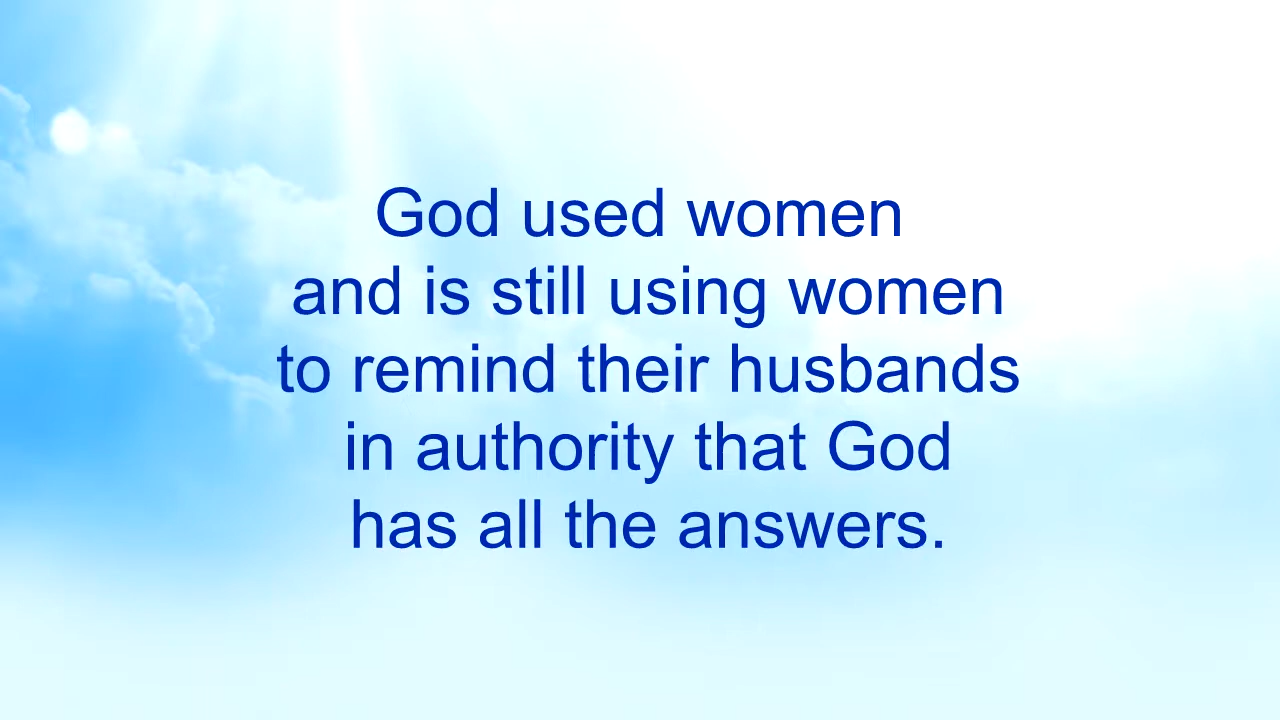 God used women
and is still using women
to remind their husbands
in authority that God
has all the answers.